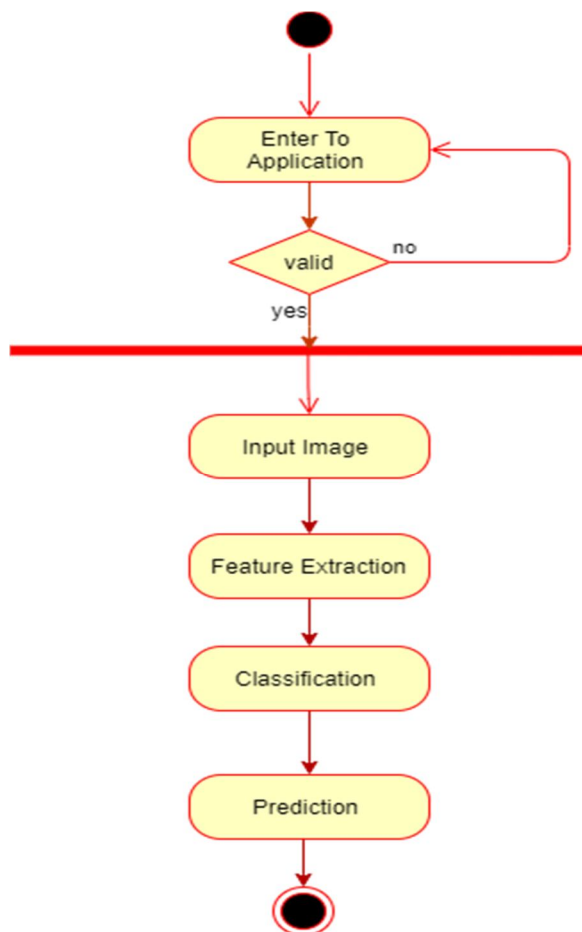 Enter To
Application
valid
no
yes
Input Image
Feature Extraction
Classification
Prediction